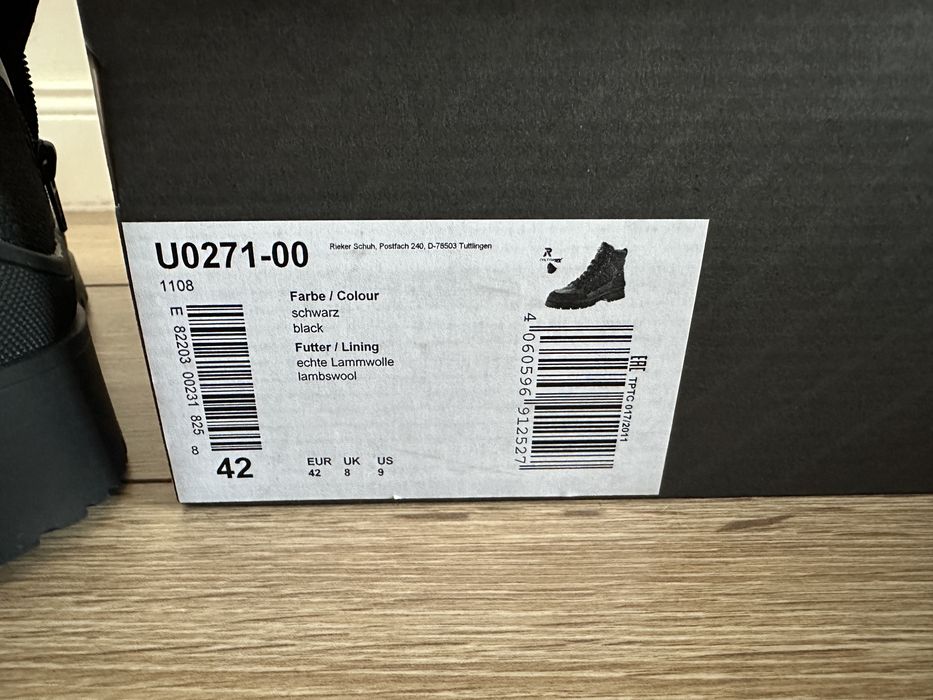 U0271-00
Rieker Schuh, Postfach 240, D-78503 Tuttlingen
1108
E 82203 00231 825 8
Farbe / Colour
schwarz
black
Futter / Lining
echte Lammwolle
lambswool
42
EUR UK US
42 8 9
R
4 060596 912527
EAC TPTC 017/2011